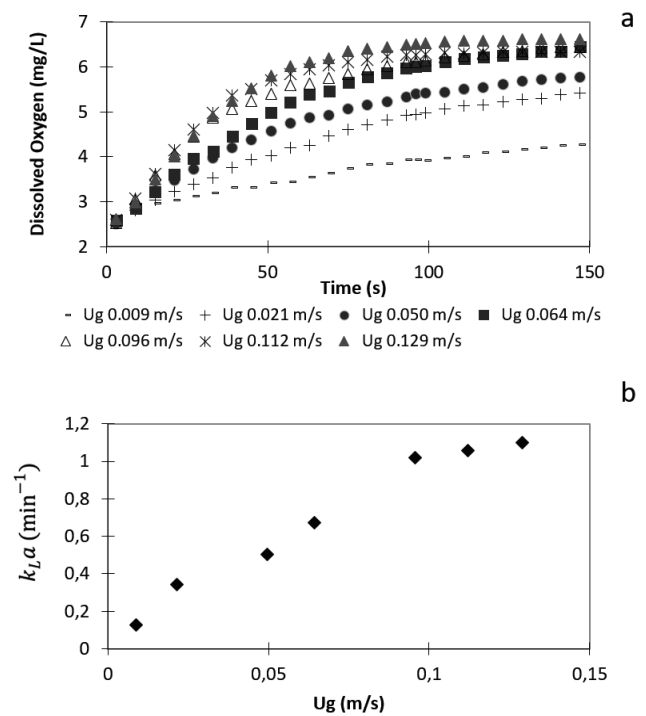 a
7
6
5
4
3
2
Dissolved Oxygen (mg/L)
0 50 100 150
Time (s)
Ug 0.009 m/s Ug 0.021 m/s Ug 0.050 m/s Ug 0.064 m/s
Ug 0.096 m/s Ug 0.112 m/s Ug 0.129 m/s
b
1,2
1
0,8
0,6
0,4
0,2
0
k_L a (min⁻¹)
0 0,05 0,1 0,15
Ug (m/s)